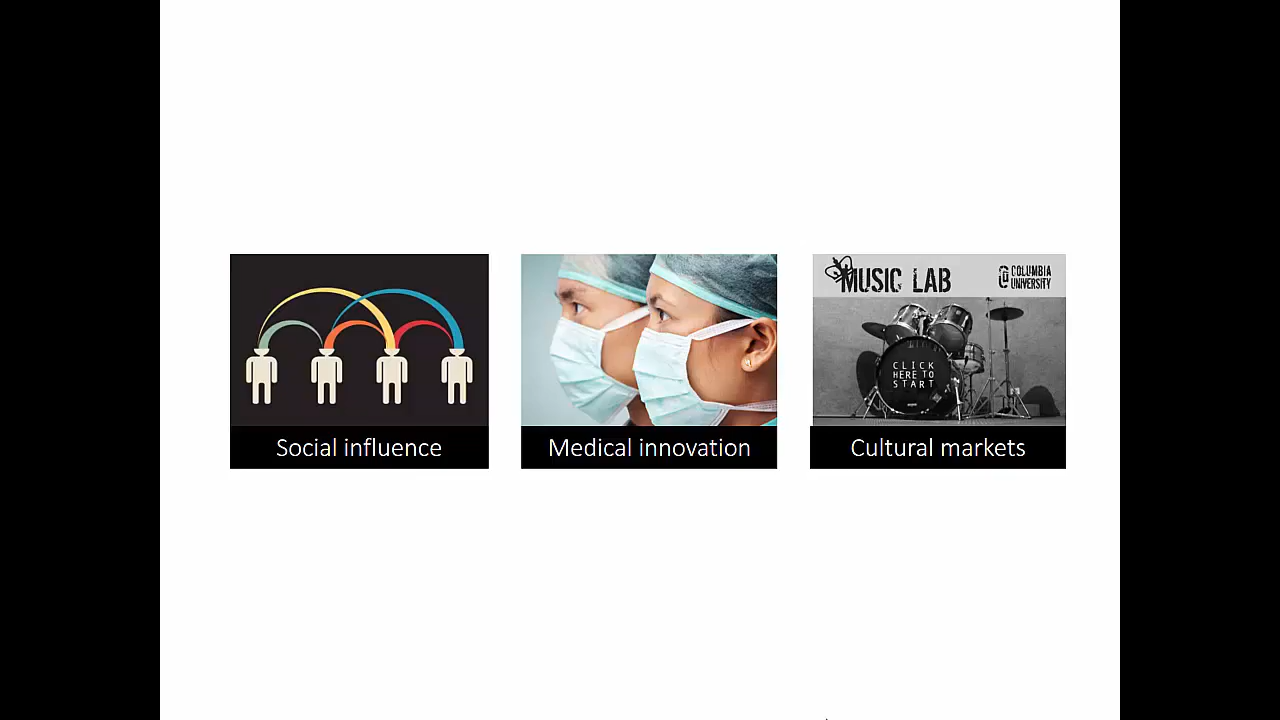 MUSIC LAB
COLUMBIA
UNIVERSITY
CLICK
HERE TO
START
Social influence
Medical innovation
Cultural markets